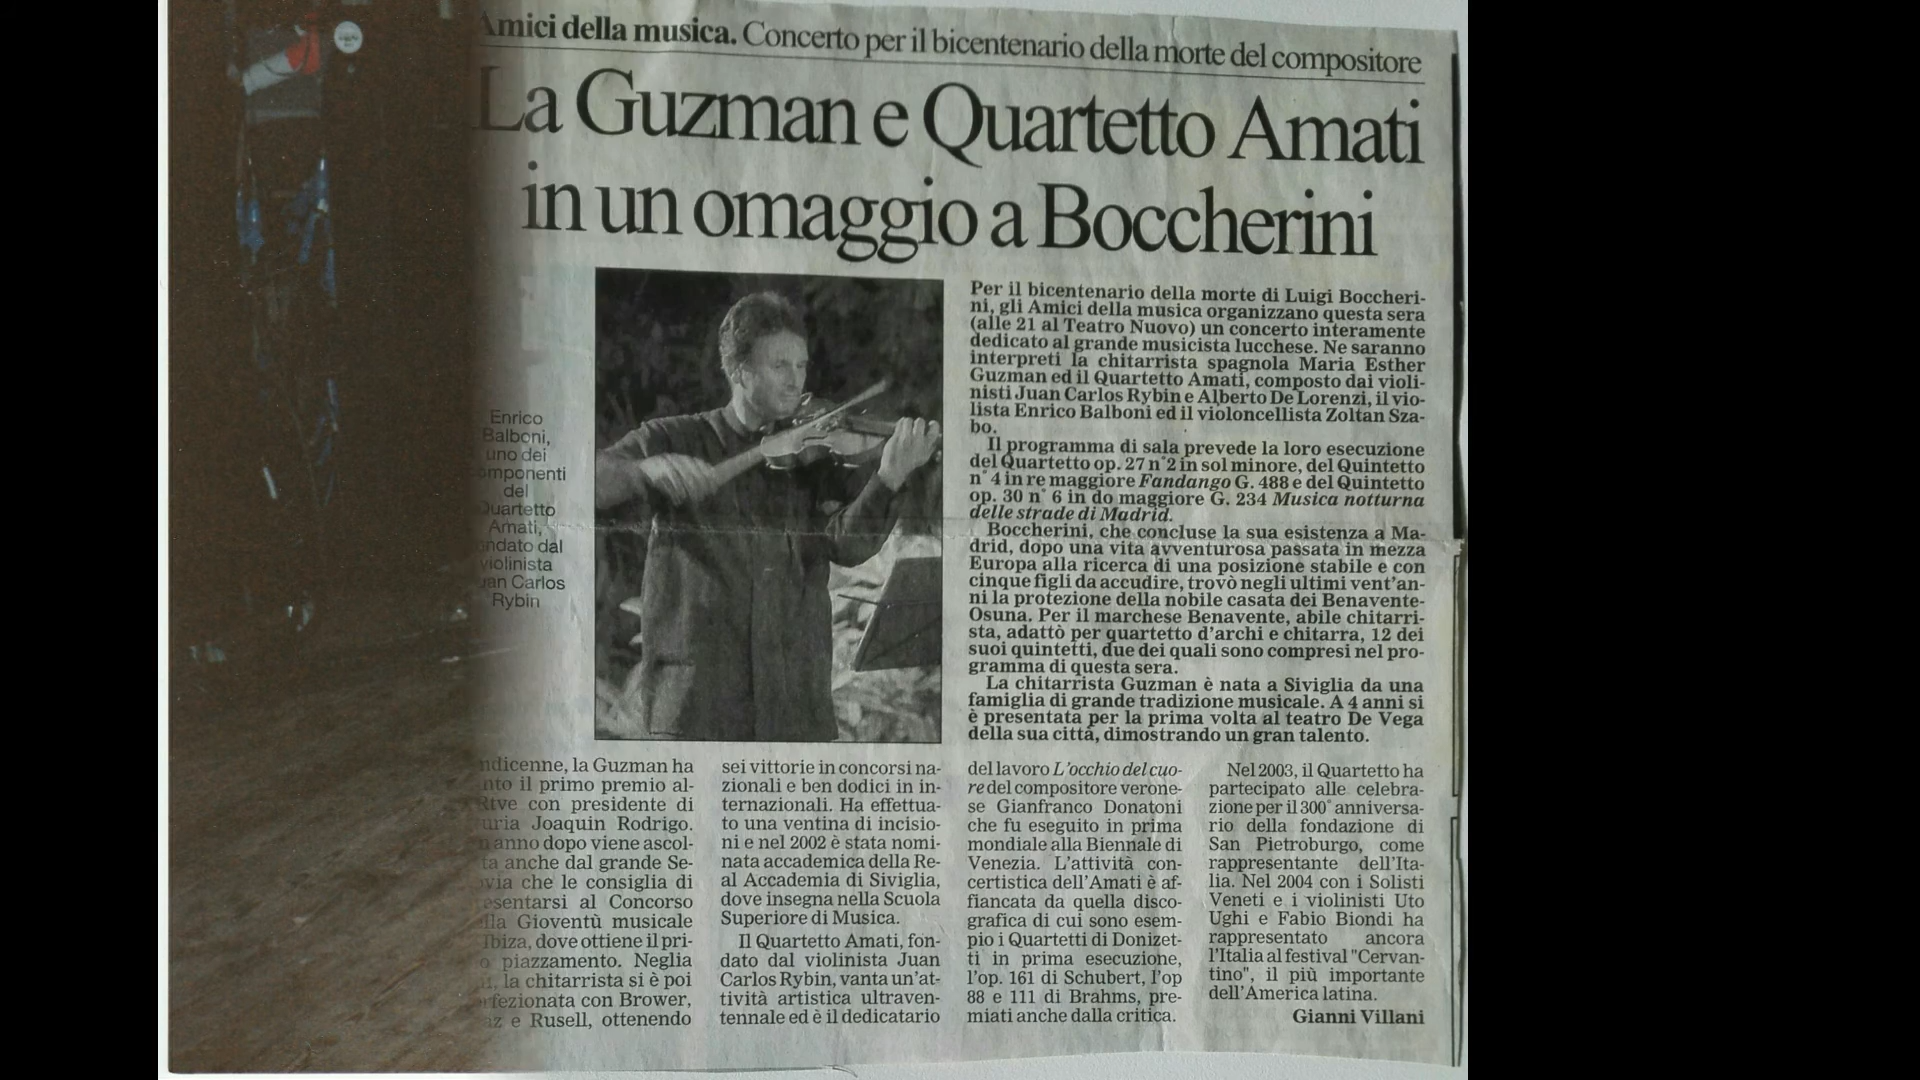 Amici della musica. Concerto per il bicentenario della morte del compositore
La Guzman e Quartetto Amati
in un omaggio a Boccherini
Enrico
Balboni,
uno dei
omponenti
del
Quartetto
Amati,
ondato dal
violinista
uan Carlos
Rybin
Per il bicentenario della morte di Luigi Boccheri-
ni, gli Amici della musica organizzano questa sera
(alle 21 al Teatro Nuovo) un concerto interamente
dedicato al grande musicista lucchese. Ne saranno
interpreti la chitarrista spagnola Maria Esther
Guzman ed il Quartetto Amati, composto dai violi-
nisti Juan Carlos Rybin e Alberto De Lorenzi, il vio-
lista Enrico Balboni ed il violoncellista Zoltan Sza-
bo.
Il programma di sala prevede la loro esecuzione
del Quartetto op. 27 n°2 in sol minore, del Quintetto
n°4 in re maggiore Fandango G. 488 e del Quintetto
op. 30 n° 6 in do maggiore G. 234 Musica notturna
delle strade di Madrid.
Boccherini, che concluse la sua esistenza a Ma-
drid, dopo una vita avventurosa passata in mezza
Europa alla ricerca di una posizione stabile e con
cinque figli da accudire, trovò negli ultimi vent'an-
ni la protezione della nobile casata dei Benavente-
Osuna. Per il marchese Benavente, abile chitarri-
sta, adattò per quartetto d'archi e chitarra, 12 dei
suoi quintetti, due dei quali sono compresi nel pro-
gramma di questa sera.
La chitarrista Guzman è nata a Siviglia da una
famiglia di grande tradizione musicale. A 4 anni si
è presentata per la prima volta al teatro De Vega
della sua città, dimostrando un gran talento.
ndicenne, la Guzman ha
nto il primo premio al-
Rtve con presidente di
uria Joaquin Rodrigo.
n anno dopo viene ascol-
ta anche dal grande Se-
ovia che le consiglia di
esentarsi al Concorso
lla Gioventù musicale
Ibiza, dove ottiene il pri-
o piazzamento. Neglia
i, la chitarrista si è poi
rfezionata con Brower,
az e Rusell, ottenendo
sei vittorie in concorsi na-
zionali e ben dodici in in-
ternazionali. Ha effettua-
to una ventina di incisio-
ni e nel 2002 è stata nomi-
nata accademica della Re-
al Accademia di Siviglia,
dove insegna nella Scuola
Superiore di Musica.
Il Quartetto Amati, fon-
dato dal violinista Juan
Carlos Rybin, vanta un'at-
tività artistica ultraven-
tennale ed è il dedicatario
del lavoro L'occhio del cuo-
re del compositore verone-
se Gianfranco Donatoni
che fu eseguito in prima
mondiale alla Biennale di
Venezia. L'attività con-
certistica dell'Amati è af-
fiancata da quella disco-
grafica di cui sono esem-
pio i Quartetti di Donizet-
ti in prima esecuzione,
l'op. 161 di Schubert, l'op
88 e 111 di Brahms, pre-
miati anche dalla critica.
Nel 2003, il Quartetto ha
partecipato alle celebra-
zione per il 300° anniversa-
rio della fondazione di
San Pietroburgo, come
rappresentante dell'Ita-
lia. Nel 2004 con i Solisti
Veneti e i violinisti Uto
Ughi e Fabio Biondi ha
rappresentato ancora
l'Italia al festival "Cervan-
tino", il più importante
dell'America latina.
Gianni Villani